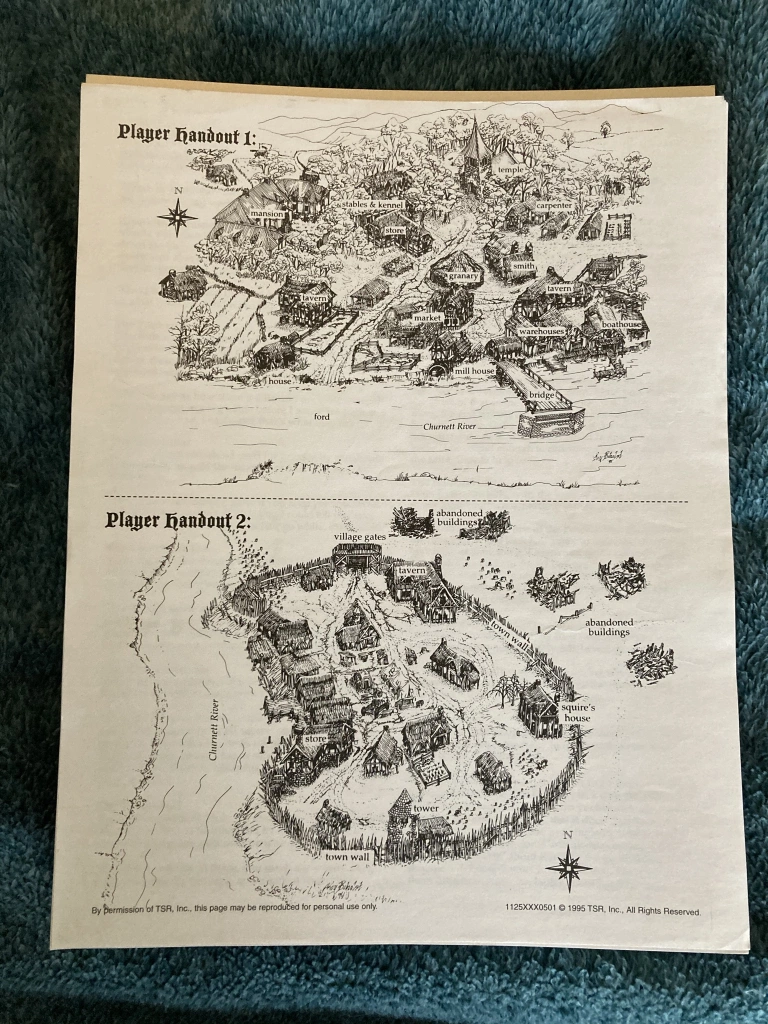 Player Handout 1:
N
temple
stables & kennel
carpenter
mansion
store
smith
granary
tavern
tavern
market
warehouses
boathouse
mill house
house
bridge
ford
Churnett River
Player Handout 2:
abandoned
buildings
village gates
tavern
town wall
abandoned
buildings
squire's
house
Churnett River
store
tower
town wall
N
By permission of TSR, Inc., this page may be reproduced for personal use only.
1125XXX0501 © 1995 TSR, Inc., All Rights Reserved.